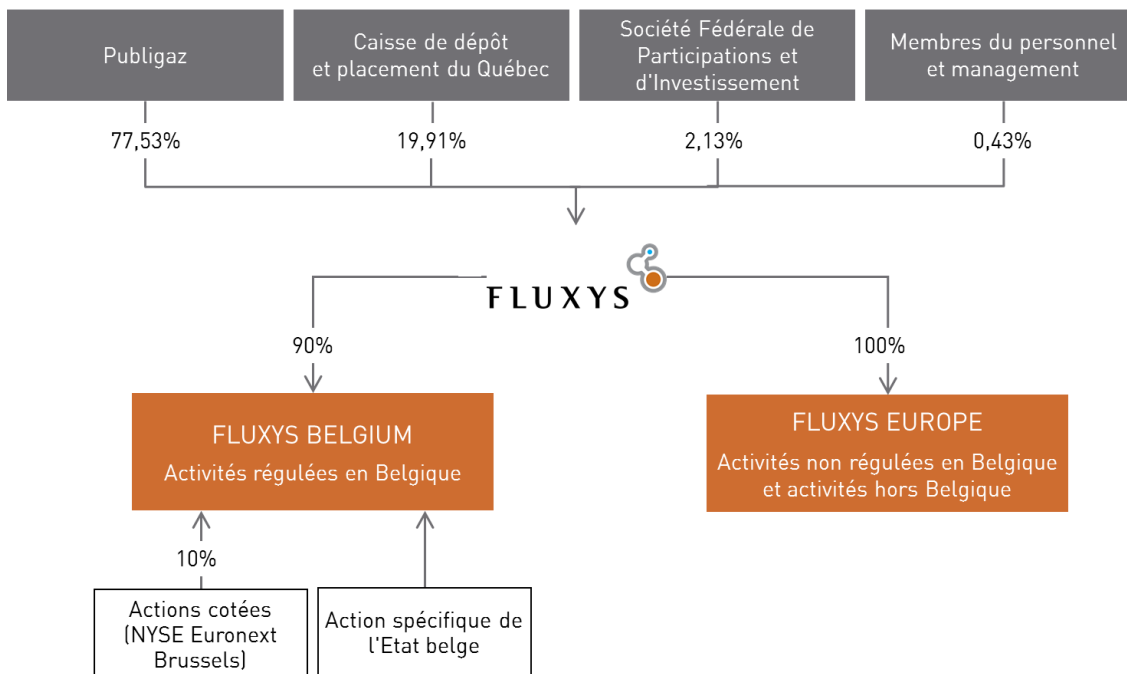 Publigaz
Caisse de dépôt
et placement du Québec
Société Fédérale de
Participations et
d'Investissement
Membres du personnel
et management
77,53%
19,91%
2,13%
0,43%
FLUXYS
90%
100%
FLUXYS BELGIUM
Activités régulées en Belgique
FLUXYS EUROPE
Activités non régulées en Belgique
et activités hors Belgique
10%
Actions cotées
(NYSE Euronext
Brussels)
Action spécifique de
l'Etat belge